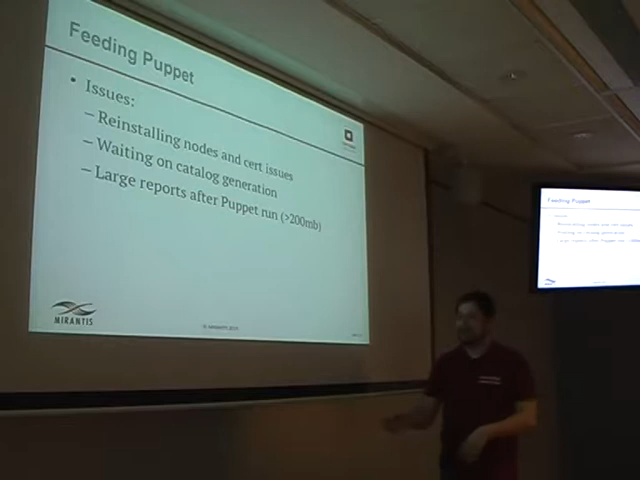 Feeding Puppet
• Issues:
– Reinstalling nodes and cert issues
– Waiting on catalog generation
– Large reports after Puppet run (>200mb)
MIRANTIS
Feeding Puppet